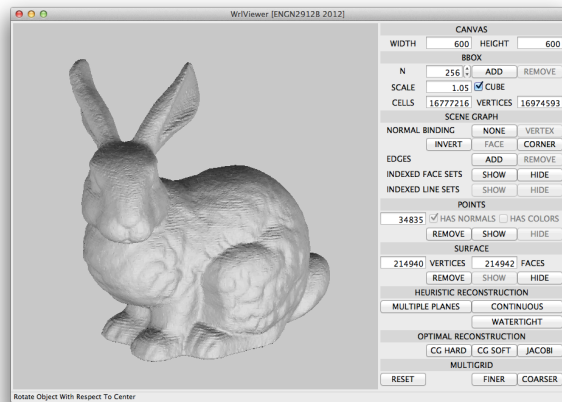 WrlViewer [ENGN2912B 2012]
CANVAS
WIDTH 600 HEIGHT 600
BBOX
N 256 ADD REMOVE
SCALE 1.05 CUBE
CELLS 16777216 VERTICES 16974593
SCENE GRAPH
NORMAL BINDING NONE VERTEX
INVERT FACE CORNER
EDGES ADD REMOVE
INDEXED FACE SETS SHOW HIDE
INDEXED LINE SETS SHOW HIDE
POINTS
34835 HAS NORMALS HAS COLORS
REMOVE SHOW HIDE
SURFACE
214940 VERTICES 214942 FACES
REMOVE SHOW HIDE
HEURISTIC RECONSTRUCTION
MULTIPLE PLANES CONTINUOUS
WATERTIGHT
OPTIMAL RECONSTRUCTION
CG HARD CG SOFT JACOBI
MULTIGRID
RESET FINER COARSER
Rotate Object With Respect To Center